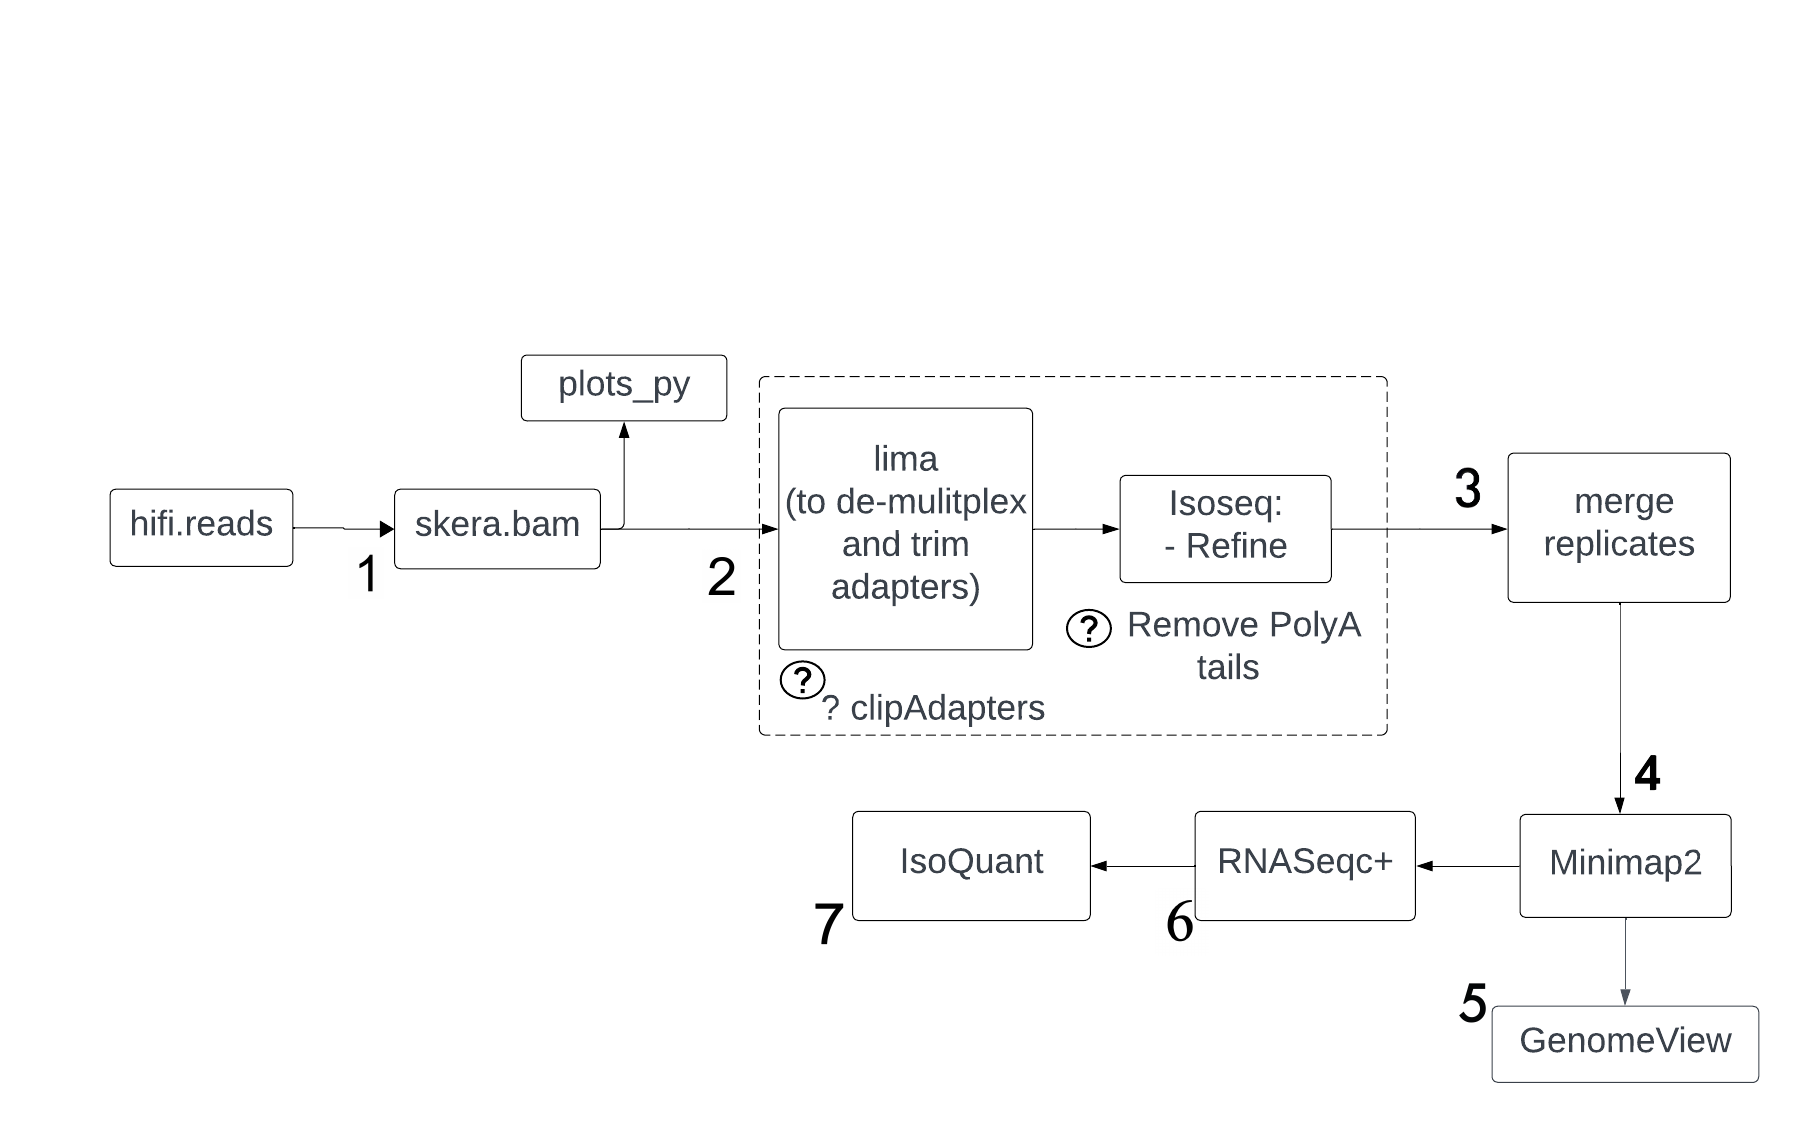 plots_py
hifi.reads
1
skera.bam
2
lima
(to de-mulitplex
and trim
adapters)
?
? clipAdapters
Isoseq:
- Refine
?
Remove PolyA
tails
3
merge
replicates
4
Minimap2
5
GenomeView
RNASeqc+
6
IsoQuant
7